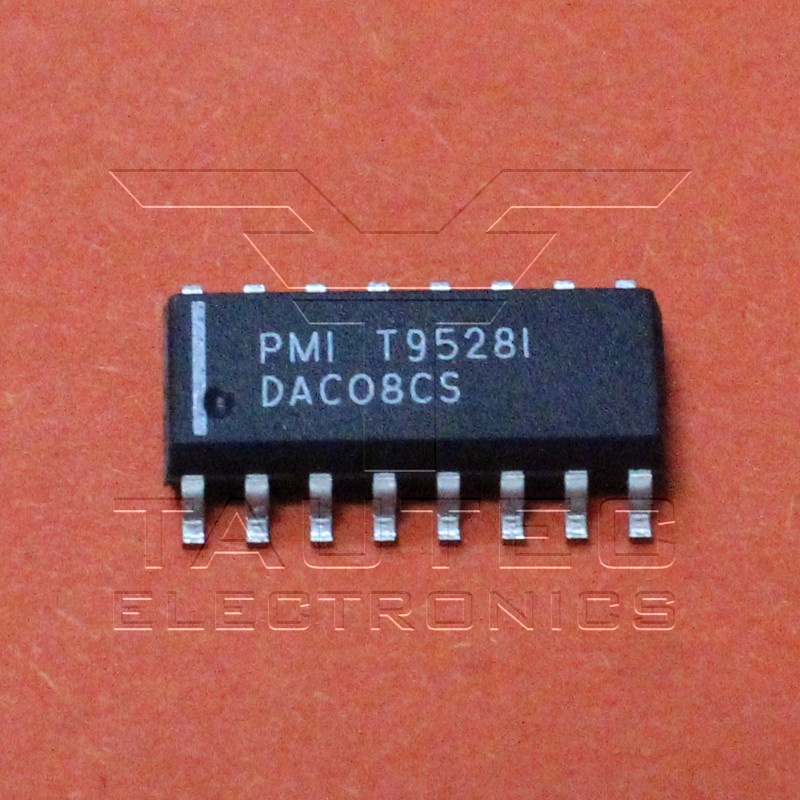 PMI T9528I
DAC08CS
TAUTEC
ELECTRONICS